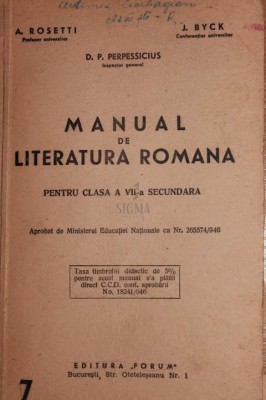 A. ROSETTI
Profesor universitar
J. BYCK
Conferențiar universitar
D. P. PERPESSICIUS
Inspector general
MANUAL
DE
LITERATURA ROMANA
PENTRU CLASA A VII-a SECUNDARA
SIGMA
Aprobat de Ministerul Educației Naționale cu Nr. 265574/946
Taxa timbrului didactic de 5%
pentru acest manual s'a plătit
direct C.C.D. conf. aprobării
No. 18241/946
EDITURA „FORUM"
București, Str. Oteteleșeanu Nr. 1
7